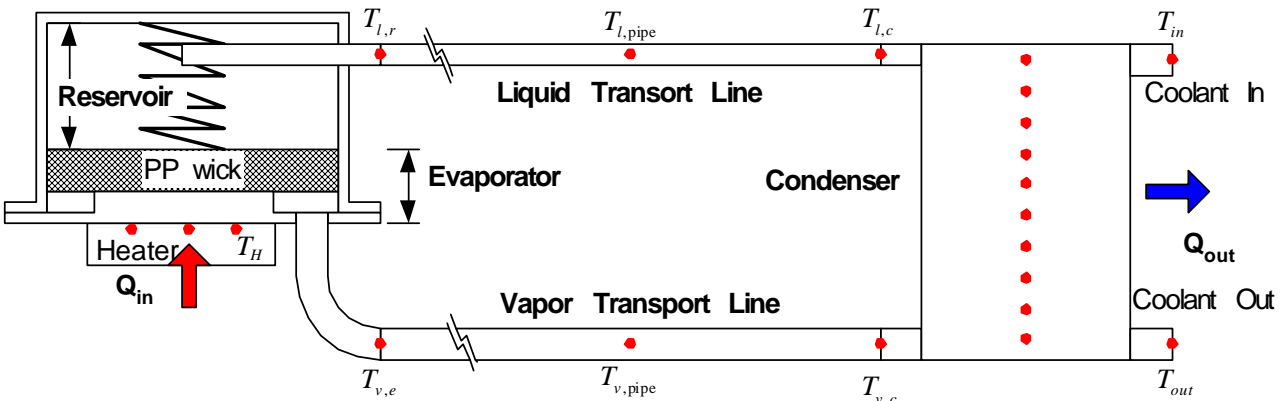 T_{l,r}
T_{l,pipe}
T_{l,c}
T_{in}
Reservoir
Liquid Transort Line
Coolant In
PP wick
Evaporator
Condenser
Heater
T_H
Q_{in}
Q_{out}
Vapor Transport Line
Coolant Out
T_{v,e}
T_{v,pipe}
T_{v,c}
T_{out}